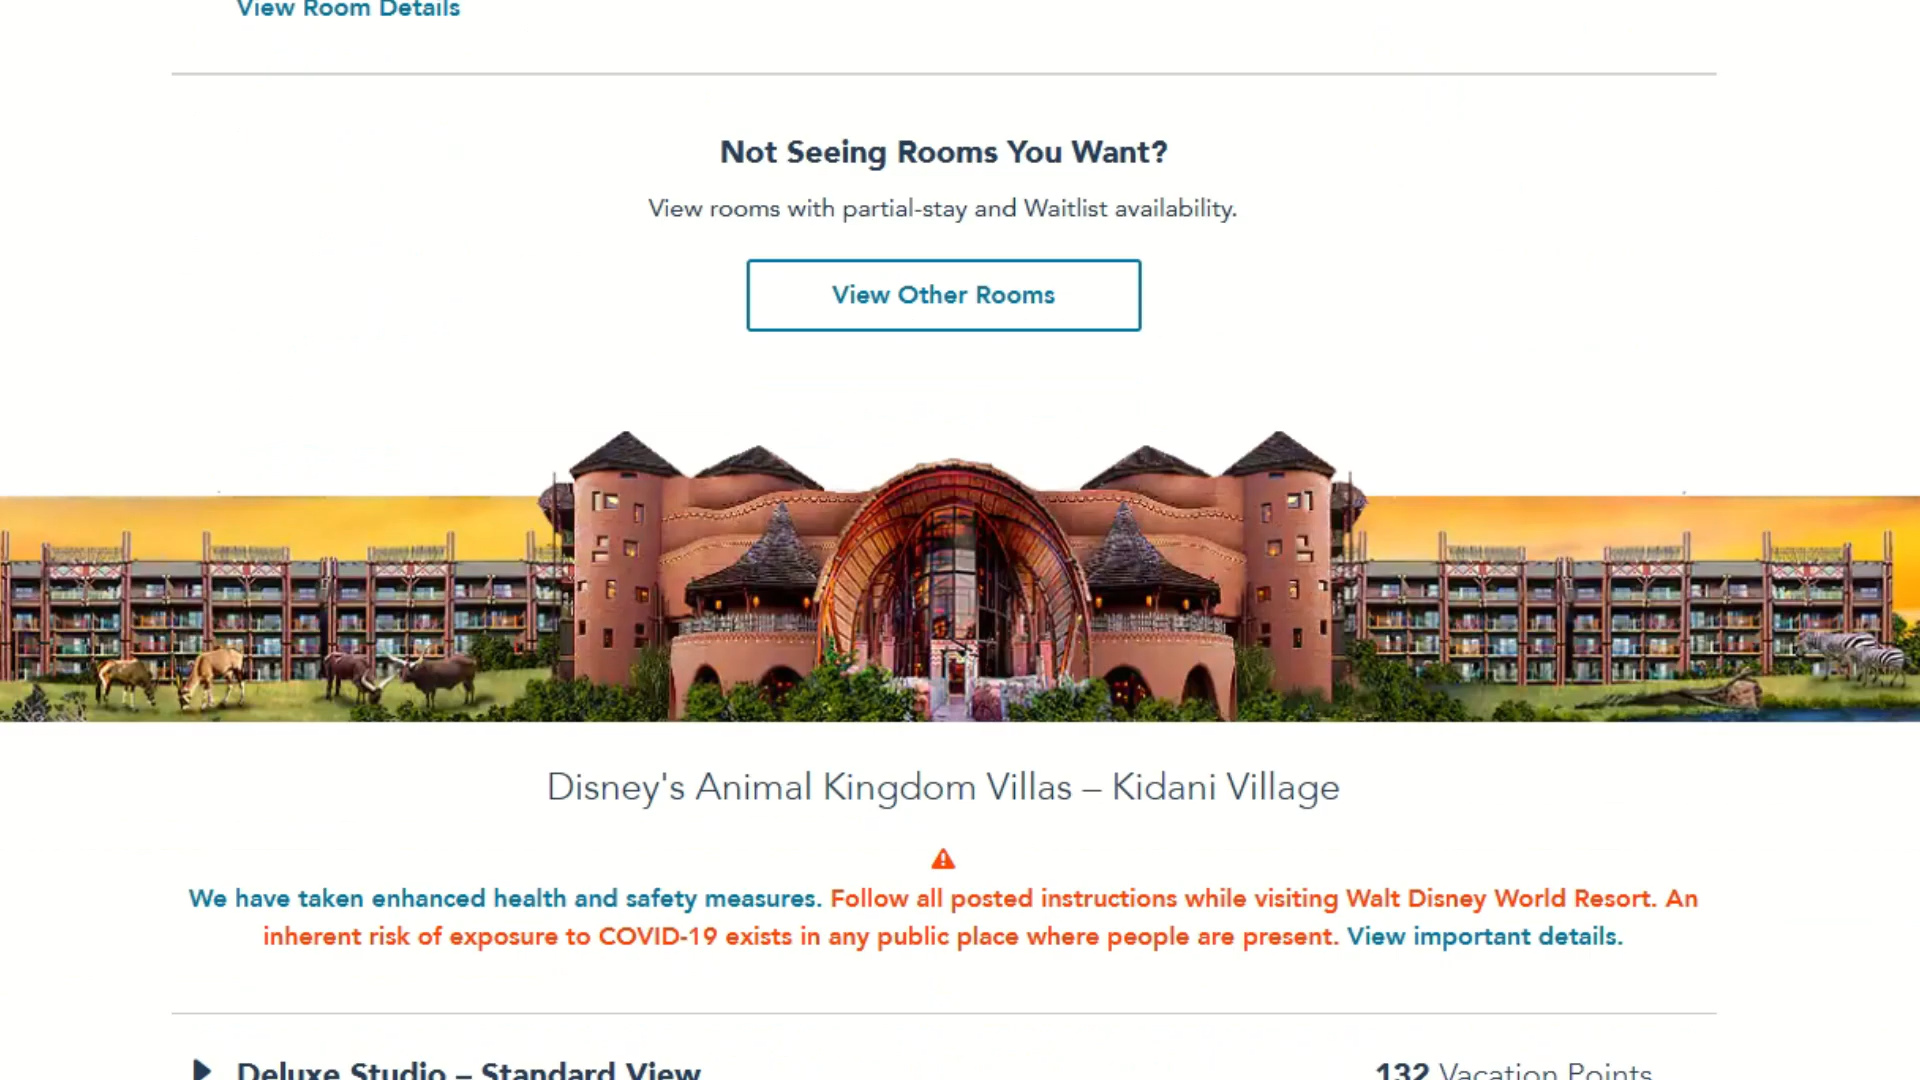 View Room Details
Not Seeing Rooms You Want?
View rooms with partial-stay and Waitlist availability.
View Other Rooms
Disney's Animal Kingdom Villas – Kidani Village
We have taken enhanced health and safety measures. Follow all posted instructions while visiting Walt Disney World Resort. An
inherent risk of exposure to COVID-19 exists in any public place where people are present. View important details.
Deluxe Studio – Standard View
132 Vacation Points